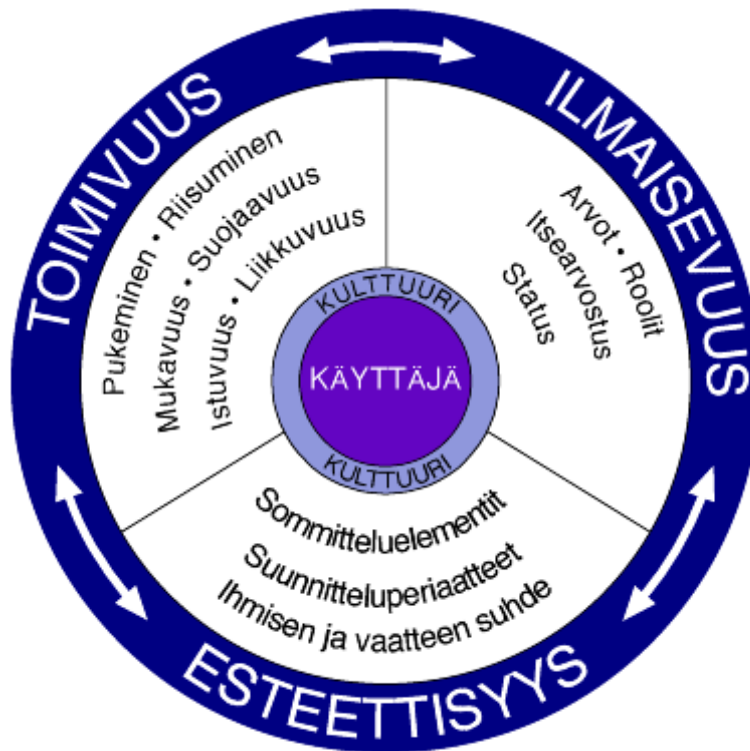 TOIMIVUUS
Pukeminen • Riisuminen
Mukavuus • Suojaavuus
Istuvuus • Liikkuvuus
ILMAISEVUUS
Arvot • Roolit
Itsearvostus
Status
KULTTUURI
KÄYTTÄJÄ
KULTTUURI
Sommitteluelementit
Suunnitteluperiaatteet
Ihmisen ja vaatteen suhde
ESTEETTISYYS